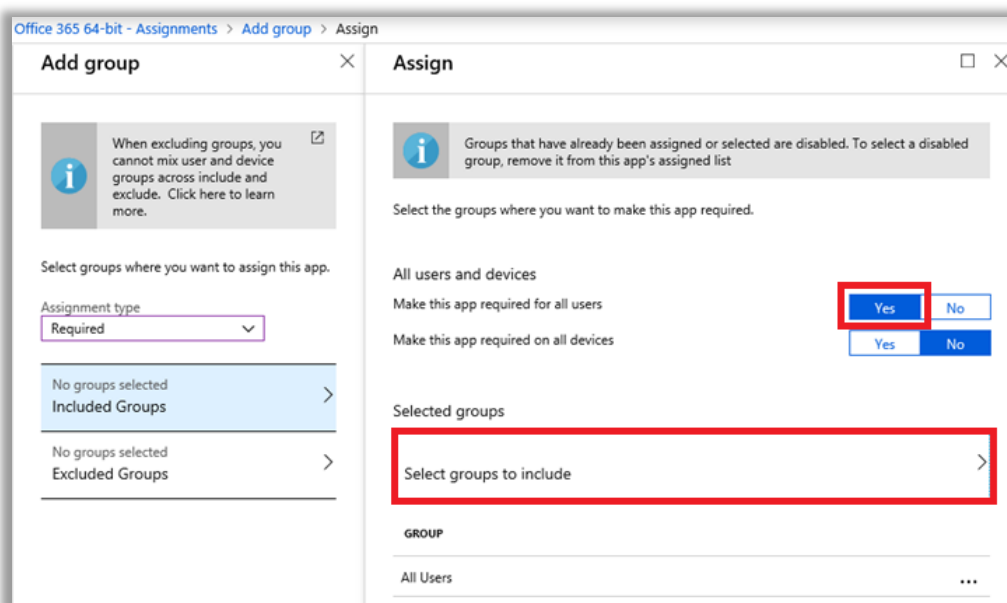 Office 365 64-bit - Assignments > Add group > Assign
Add group
When excluding groups, you
cannot mix user and device
groups across include and
exclude. Click here to learn
more.
Select groups where you want to assign this app.
Assignment type
Required
No groups selected
Included Groups
No groups selected
Excluded Groups
Assign
Groups that have already been assigned or selected are disabled. To select a disabled
group, remove it from this app's assigned list
Select the groups where you want to make this app required.
All users and devices
Make this app required for all users
Yes No
Make this app required on all devices
Yes No
Selected groups
Select groups to include
GROUP
All Users